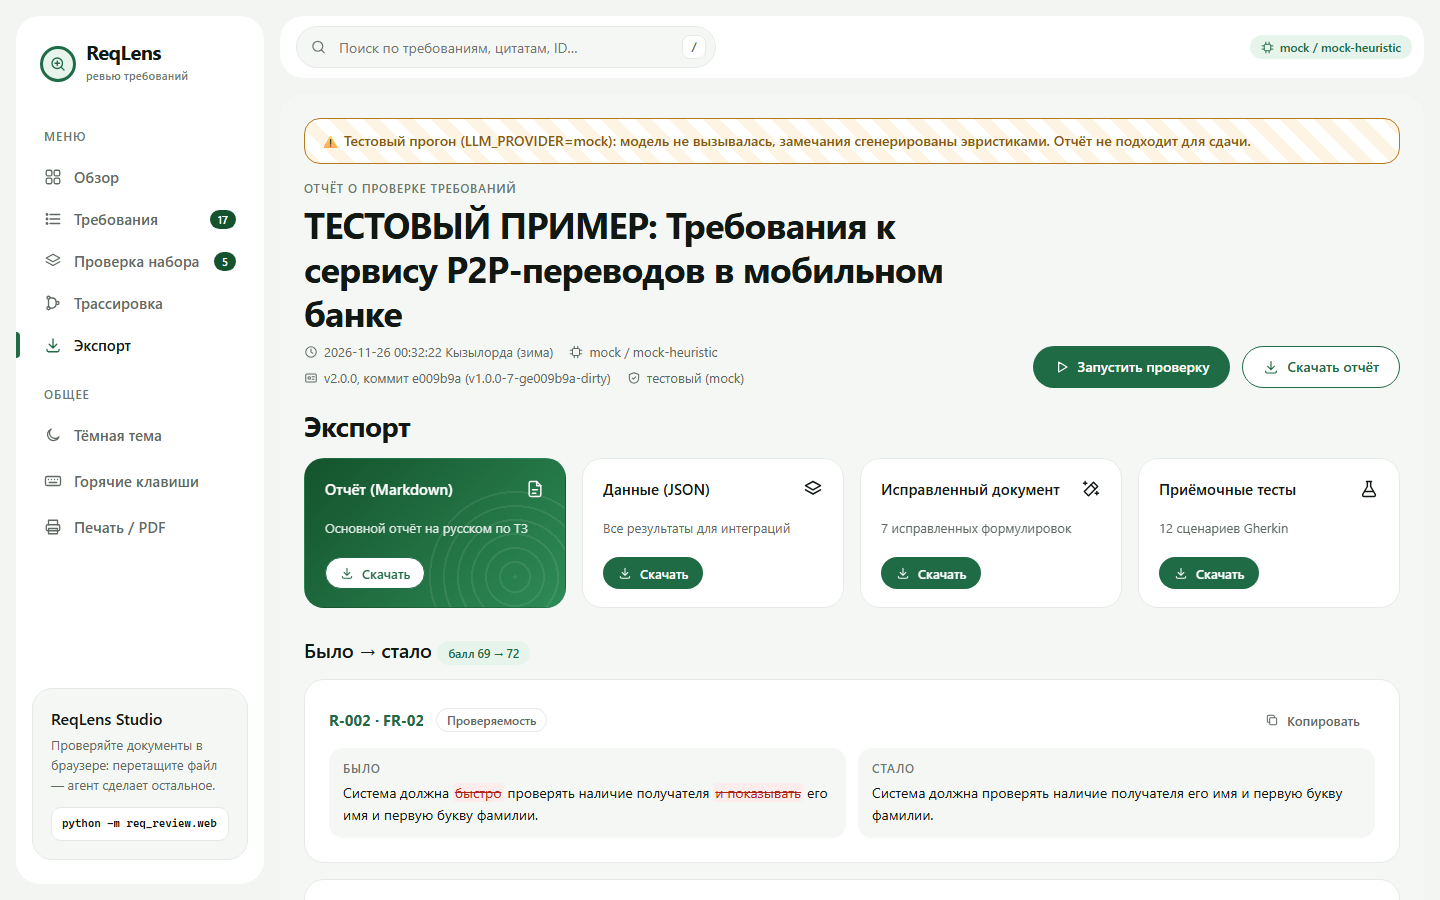 ReqLens
ревью требований
МЕНЮ
Обзор
Требования 17
Проверка набора 5
Трассировка
Экспорт
ОБЩЕЕ
Тёмная тема
Горячие клавиши
Печать / PDF
ReqLens Studio
Проверяйте документы в
браузере: перетащите файл
— агент сделает остальное.
python -m req_review.web
Поиск по требованиям, цитатам, ID... /
mock / mock-heuristic
Тестовый прогон (LLM_PROVIDER=mock): модель не вызывалась, замечания сгенерированы эвристиками. Отчёт не подходит для сдачи.
ОТЧЁТ О ПРОВЕРКЕ ТРЕБОВАНИЙ
ТЕСТОВЫЙ ПРИМЕР: Требования к
сервису P2P-переводов в мобильном
банке
2026-11-26 00:32:22 Кызылорда (зима) mock / mock-heuristic
v2.0.0, коммит e009b9a (v1.0.0-7-ge009b9a-dirty) тестовый (mock)
Запустить проверку
Скачать отчёт
Экспорт
Отчёт (Markdown)
Основной отчёт на русском по ТЗ
Скачать
Данные (JSON)
Все результаты для интеграций
Скачать
Исправленный документ
7 исправленных формулировок
Скачать
Приёмочные тесты
12 сценариев Gherkin
Скачать
Было → стало балл 69 → 72
R-002 · FR-02 Проверяемость
Копировать
БЫЛО
Система должна быстро проверять наличие получателя и показывать его
имя и первую букву фамилии.
СТАЛО
Система должна проверять наличие получателя его имя и первую букву
фамилии.